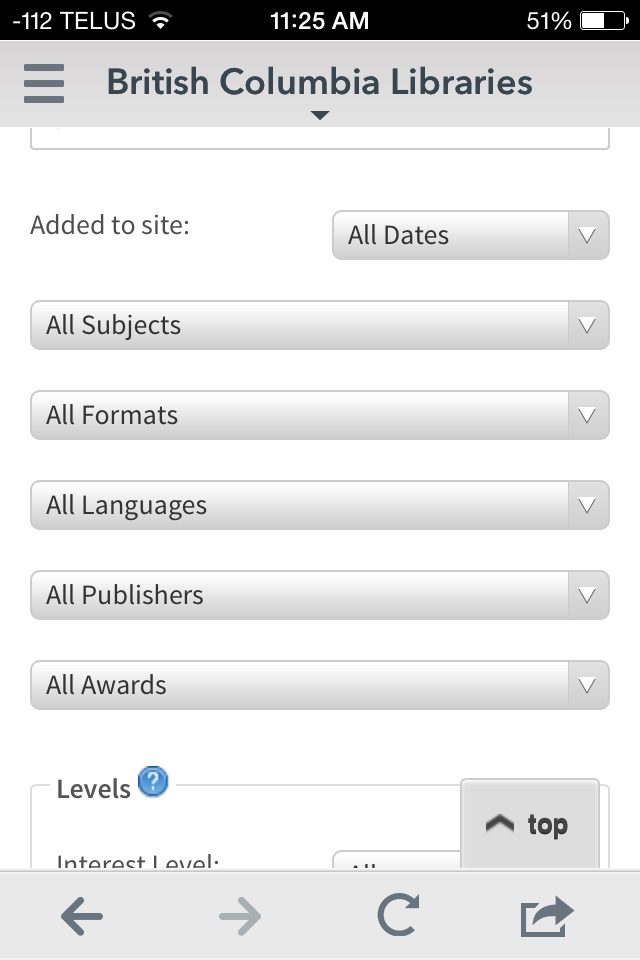 -112 TELUS 11:25 AM 51%
British Columbia Libraries
Added to site: All Dates
All Subjects
All Formats
All Languages
All Publishers
All Awards
Levels ?
top
Interest Level: All